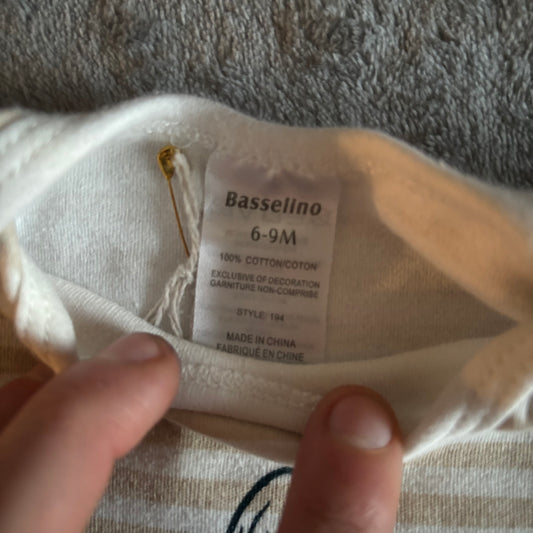 Basselino
6-9M
100% COTTON/COTON
EXCLUSIVE OF DECORATION
GARNITURE NON-COMPRISE
STYLE: 194
MADE IN CHINA
FABRIQUÉ EN CHINE